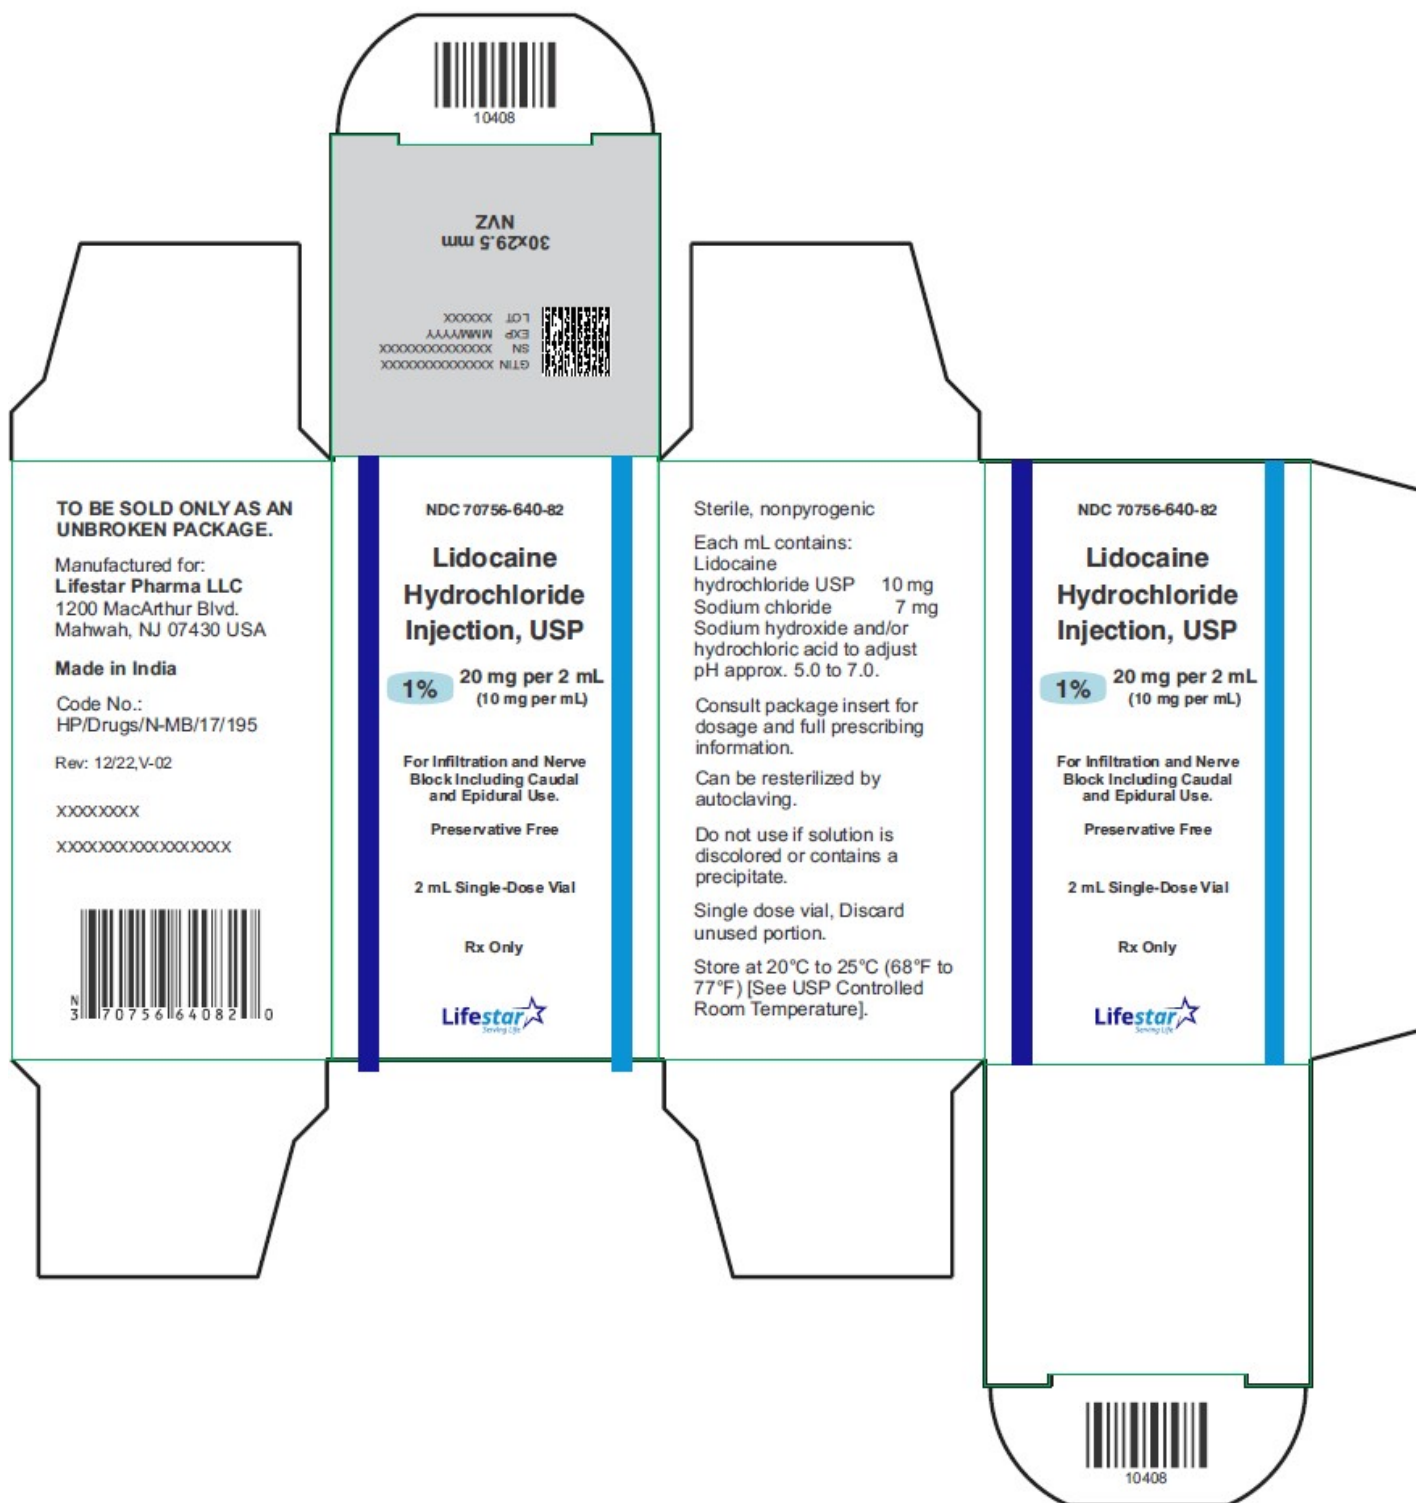 10408
30x29.5 mm
NVZ
GTIN XXXXXXXXXXXXXXX
SN XXXXXXXXXXXXXXX
EXP MMM/YYYY
LOT XXXXXX
TO BE SOLD ONLY AS AN
UNBROKEN PACKAGE.
Manufactured for:
Lifestar Pharma LLC
1200 MacArthur Blvd.
Mahwah, NJ 07430 USA
Made in India
Code No.:
HP/Drugs/N-MB/17/195
Rev: 12/22,V-02
XXXXXXXX
XXXXXXXXXXXXXXXXX
N
3 70756 64082 0
NDC 70756-640-82
Lidocaine
Hydrochloride
Injection, USP
1% 20 mg per 2 mL
(10 mg per mL)
For Infiltration and Nerve
Block Including Caudal
and Epidural Use.
Preservative Free
2 mL Single-Dose Vial
Rx Only
Lifestar
Serving Life
Sterile, nonpyrogenic
Each mL contains:
Lidocaine
hydrochloride USP 10 mg
Sodium chloride 7 mg
Sodium hydroxide and/or
hydrochloric acid to adjust
pH approx. 5.0 to 7.0.
Consult package insert for
dosage and full prescribing
information.
Can be resterilized by
autoclaving.
Do not use if solution is
discolored or contains a
precipitate.
Single dose vial, Discard
unused portion.
Store at 20°C to 25°C (68°F to
77°F) [See USP Controlled
Room Temperature].
NDC 70756-640-82
Lidocaine
Hydrochloride
Injection, USP
1% 20 mg per 2 mL
(10 mg per mL)
For Infiltration and Nerve
Block Including Caudal
and Epidural Use.
Preservative Free
2 mL Single-Dose Vial
Rx Only
Lifestar
Serving Life
10408